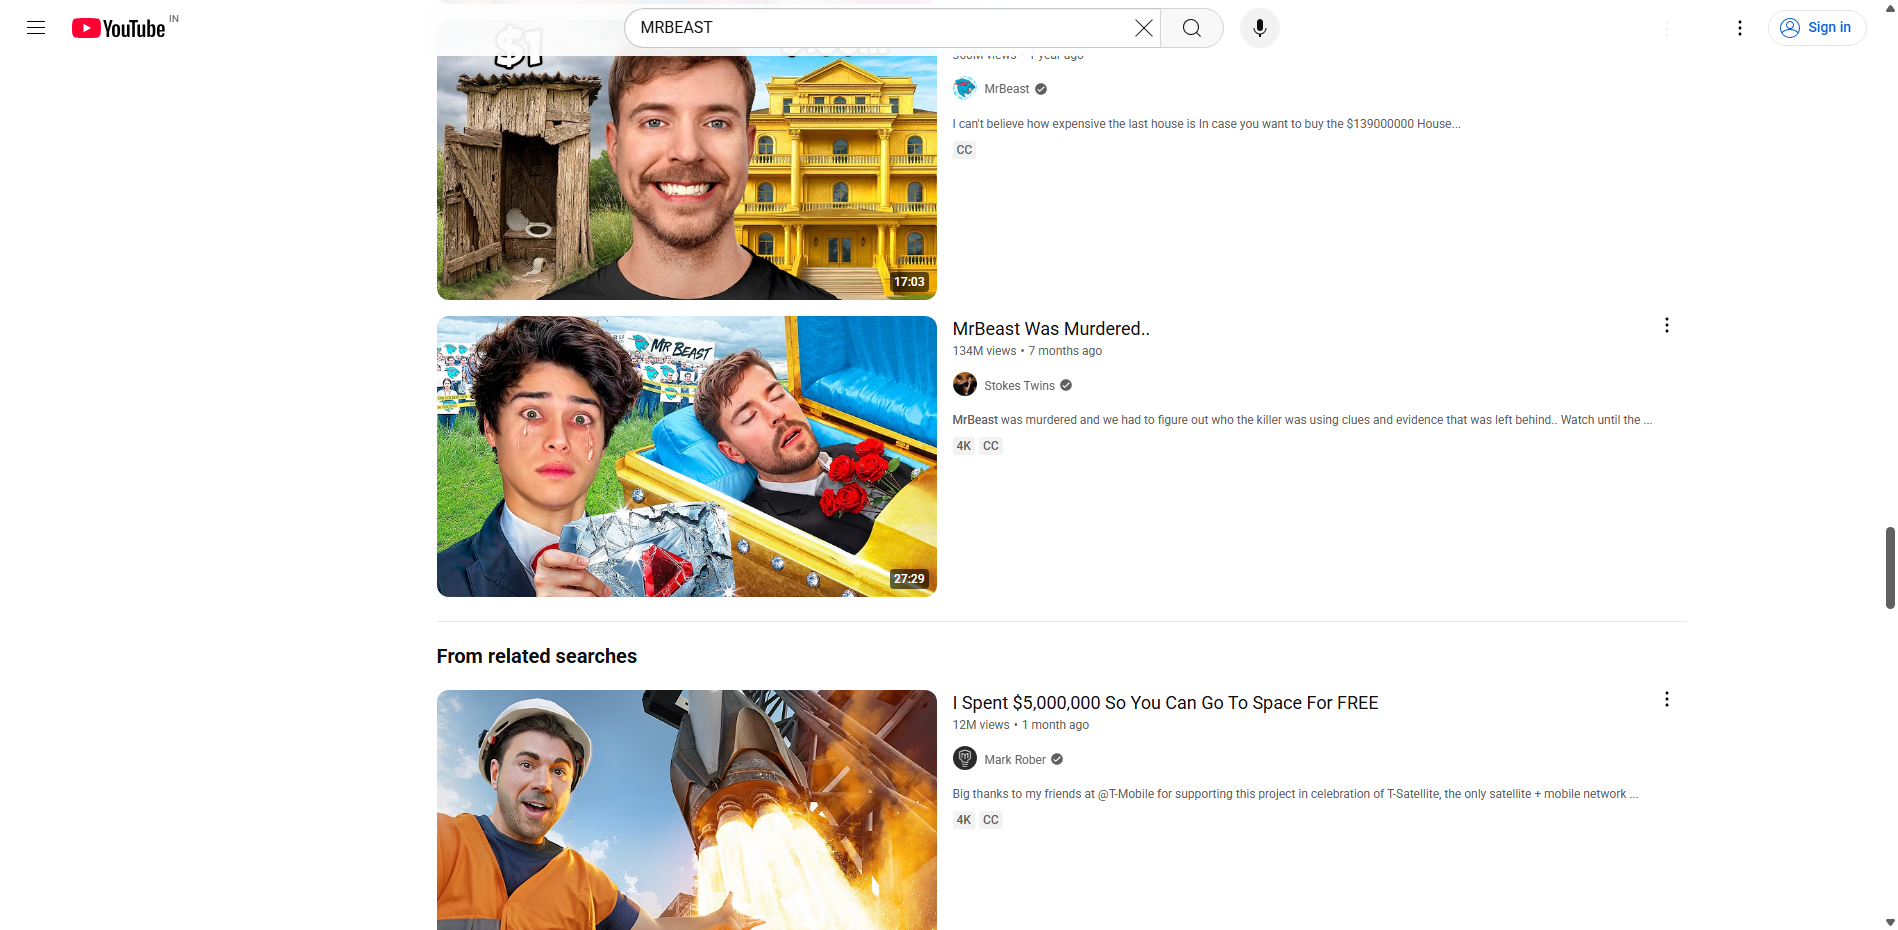 YouTube IN
MRBEAST
Sign in
$1
views • 1 year ago
MrBeast
I can't believe how expensive the last house is In case you want to buy the $139000000 House...
CC
17:03
MR BEAST
MrBeast Was Murdered..
134M views • 7 months ago
Stokes Twins
MrBeast was murdered and we had to figure out who the killer was using clues and evidence that was left behind.. Watch until the ...
4K CC
27:29
From related searches
I Spent $5,000,000 So You Can Go To Space For FREE
12M views • 1 month ago
Mark Rober
Big thanks to my friends at @T-Mobile for supporting this project in celebration of T-Satellite, the only satellite + mobile network ...
4K CC